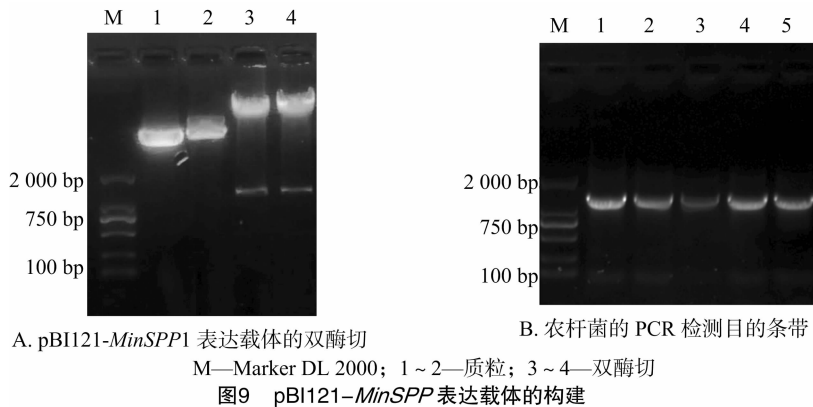 M 1 2 3 4
2 000 bp
750 bp
100 bp
A. pBI121-MinSPP1 表达载体的双酶切
M 1 2 3 4 5
2 000 bp
750 bp
100 bp
B. 农杆菌的 PCR 检测目的条带
M—Marker DL 2000；1～2—质粒；3～4—双酶切
图9 pBI121-MinSPP 表达载体的构建